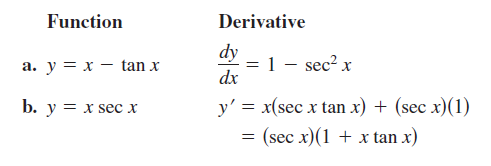 Function Derivative
a. y = x − tan x dy/dx = 1 − sec² x
b. y = x sec x y′ = x(sec x tan x) + (sec x)(1)
= (sec x)(1 + x tan x)